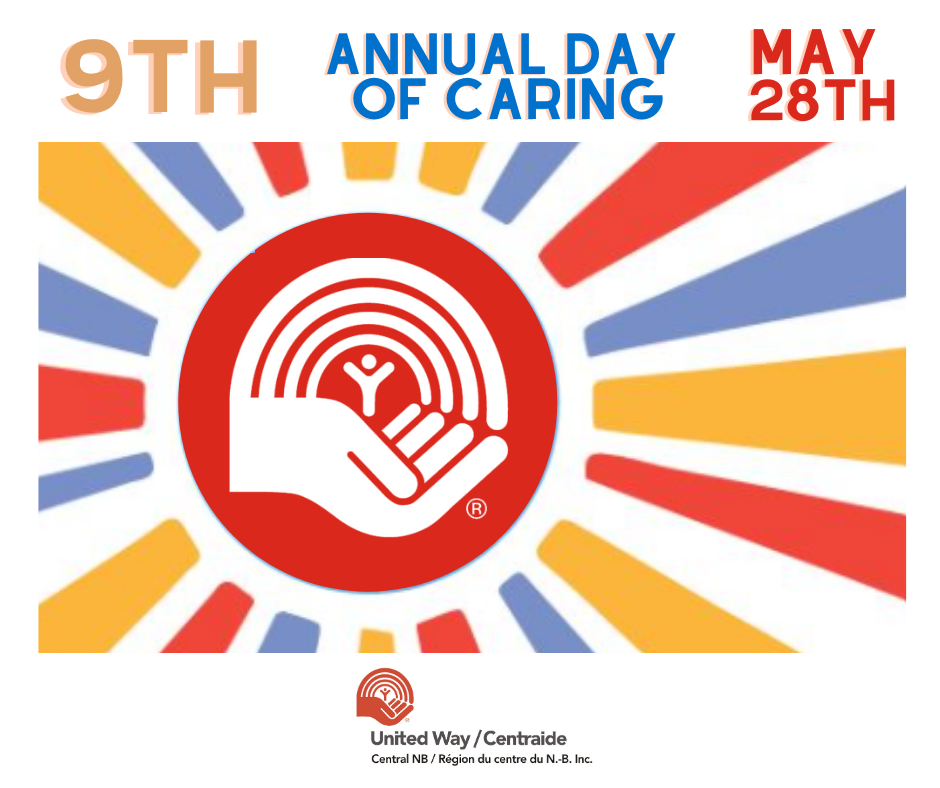 9TH
ANNUAL DAY
OF CARING
MAY
28TH
®
United Way / Centraide
Central NB / Région du centre du N.-B. Inc.